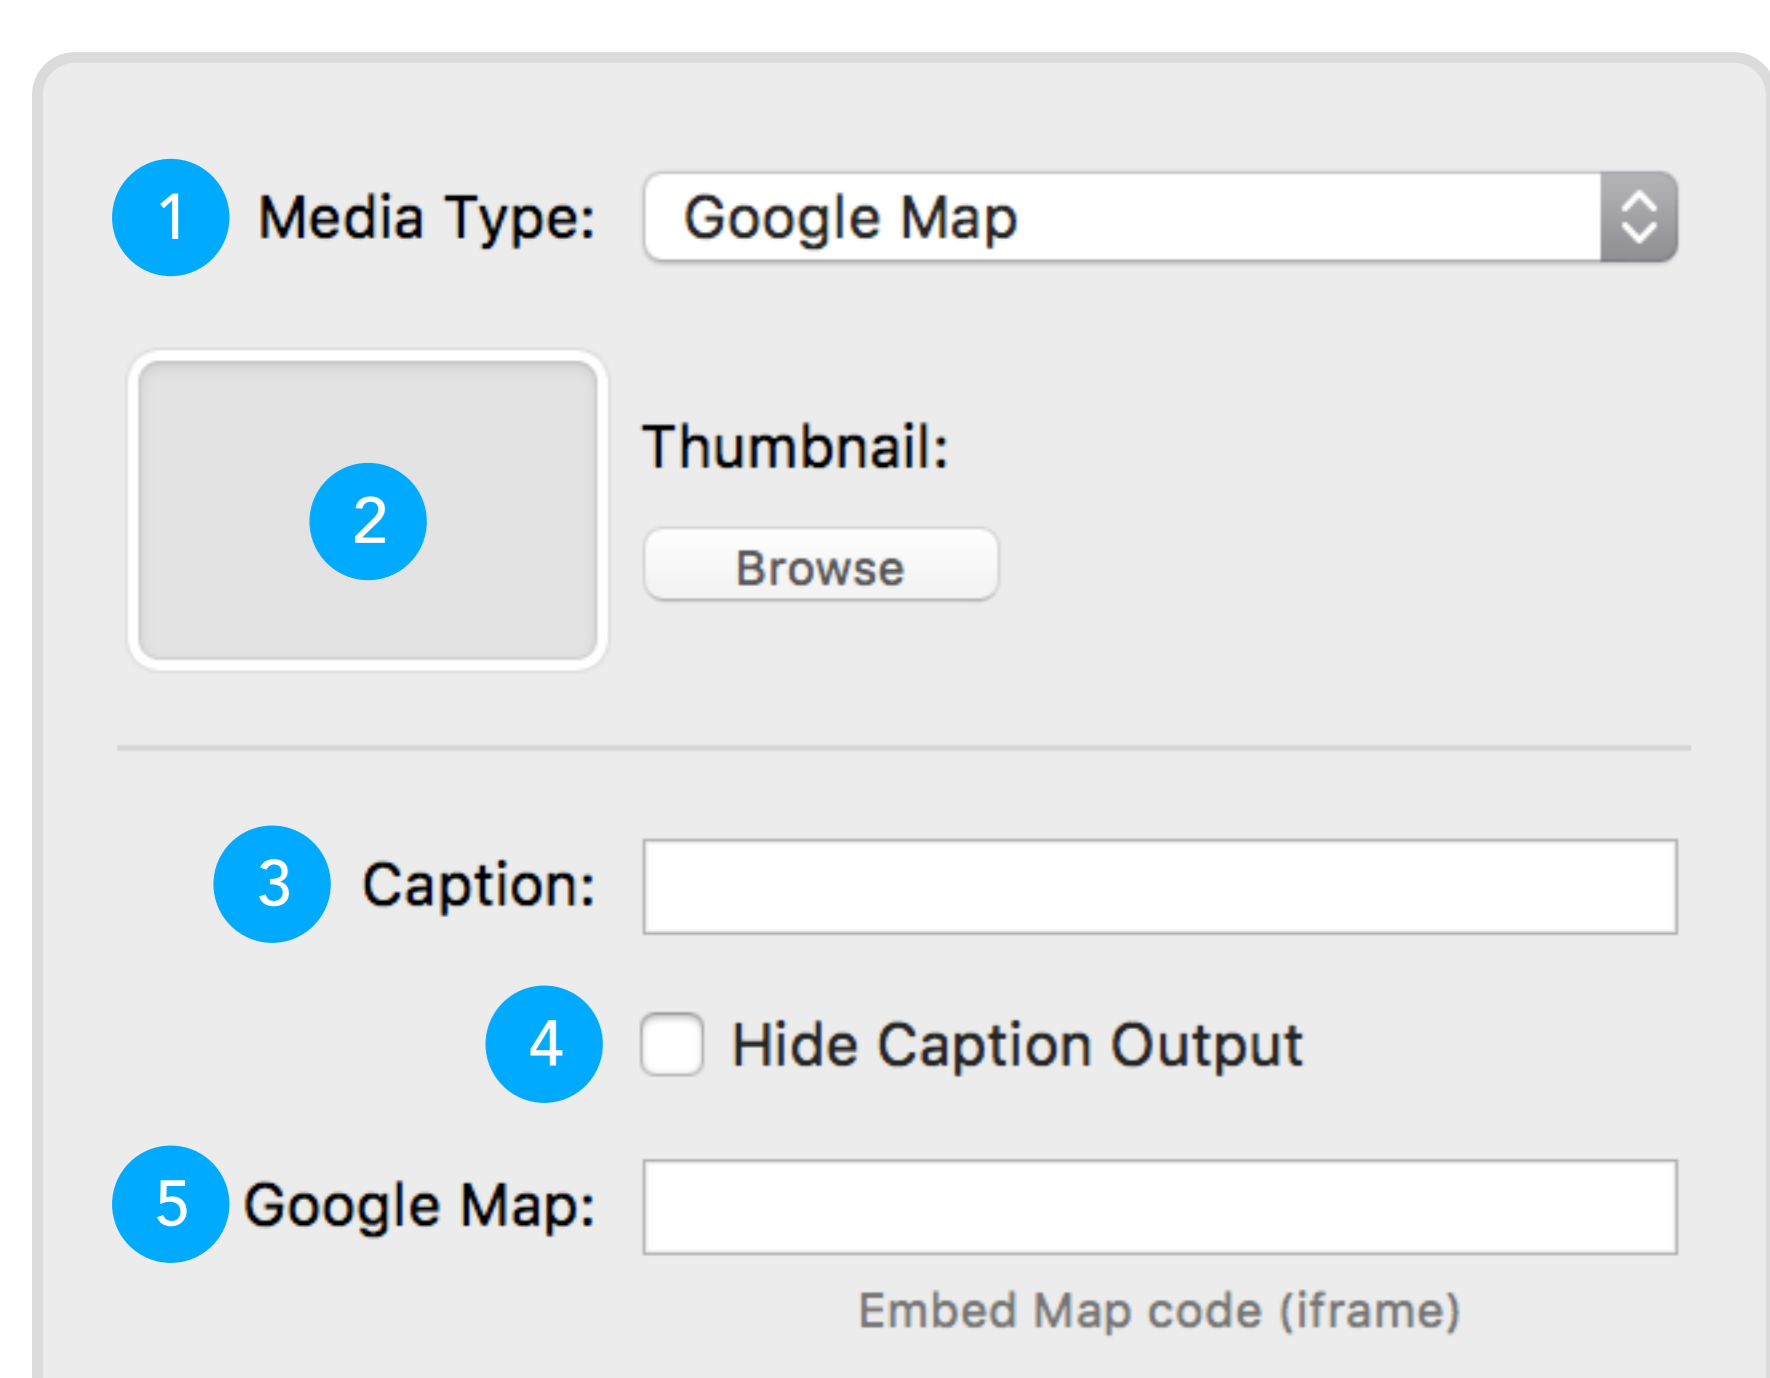 1 Media Type: Google Map
Thumbnail:
2
Browse
3 Caption:
4 Hide Caption Output
5 Google Map:
Embed Map code (iframe)